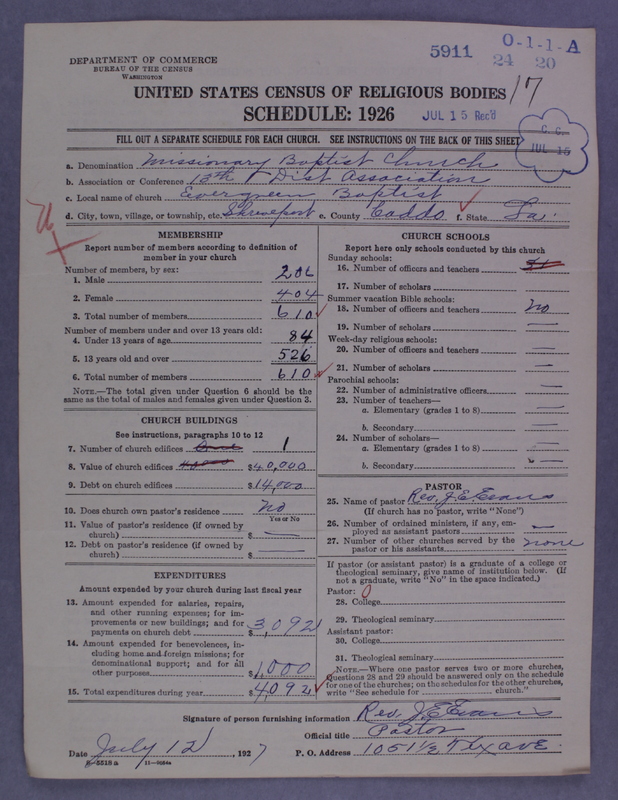 DEPARTMENT OF COMMERCE
BUREAU OF THE CENSUS
WASHINGTON
5911
O-1-1-A
24 20
UNITED STATES CENSUS OF RELIGIOUS BODIES
17
SCHEDULE: 1926
JUL 15 Rec'd
C. C.
JUL 15
FILL OUT A SEPARATE SCHEDULE FOR EACH CHURCH. SEE INSTRUCTIONS ON THE BACK OF THIS SHEET
a. Denomination Missionary Baptist Church
b. Association or Conference 13th Dist Association
c. Local name of church Evergreen Baptist
d. City, town, village, or township, etc. Shreveport e. County Caddo f. State La.
MEMBERSHIP
Report number of members according to definition of
member in your church
Number of members, by sex:
1. Male 206
2. Female 404
3. Total number of members 610
Number of members under and over 13 years old:
4. Under 13 years of age 84
5. 13 years old and over 526
6. Total number of members 610
NOTE.—The total given under Question 6 should be the
same as the total of males and females given under Question 3.
CHURCH BUILDINGS
See instructions, paragraphs 10 to 12
7. Number of church edifices One 1
8. Value of church edifices 40,000 $40,000
9. Debt on church edifices $14,000
10. Does church own pastor's residence No
Yes or No
11. Value of pastor's residence (if owned by
church) $ —
12. Debt on pastor's residence (if owned by
church) $ —
EXPENDITURES
Amount expended by your church during last fiscal year
13. Amount expended for salaries, repairs,
and other running expenses; for im-
provements or new buildings; and for
payments on church debt $3,092
14. Amount expended for benevolences, in-
cluding home and foreign missions; for
denominational support; and for all
other purposes $1,000
15. Total expenditures during year $4092
CHURCH SCHOOLS
Report here only schools conducted by this church
Sunday schools:
16. Number of officers and teachers
17. Number of scholars
Summer vacation Bible schools:
18. Number of officers and teachers no
19. Number of scholars —
Week-day religious schools:
20. Number of officers and teachers —
21. Number of scholars —
Parochial schools:
22. Number of administrative officers —
23. Number of teachers—
a. Elementary (grades 1 to 8) —
b. Secondary —
24. Number of scholars—
a. Elementary (grades 1 to 8) —
b. Secondary —
PASTOR
25. Name of pastor Rev. J. E. Evans
(If church has no pastor, write "None")
26. Number of ordained ministers, if any, em-
ployed as assistant pastors —
27. Number of other churches served by the
pastor or his assistants none
If pastor (or assistant pastor) is a graduate of a college or
theological seminary, give name of institution below. (If
not a graduate, write "No" in the space indicated.)
Pastor: 0
28. College
29. Theological seminary
Assistant pastor:
30. College
31. Theological seminary
NOTE.—Where one pastor serves two or more churches,
Questions 28 and 29 should be answered only on the schedule
for one of the churches; on the schedules for the other churches,
write "See schedule for church."
Signature of person furnishing information Rev. J. E. Evans
Official title Pastor
Date July 12, 1927 P. O. Address 1051½ Tex ave.
8—5518a 11—9084a